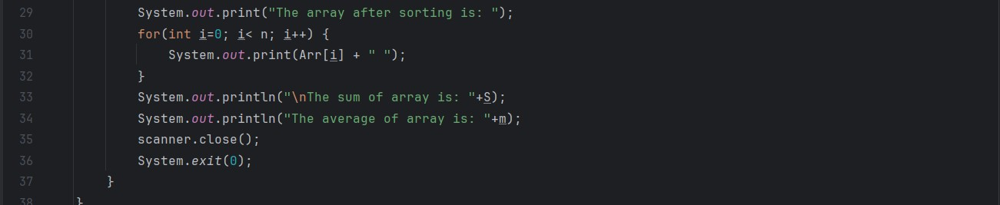 29 System.out.print("The array after sorting is: ");
30 for(int i=0; i< n; i++) {
31 System.out.print(Arr[i] + " ");
32 }
33 System.out.println("\nThe sum of array is: "+S);
34 System.out.println("The average of array is: "+m);
35 scanner.close();
36 System.exit(0);
37 }
38 }